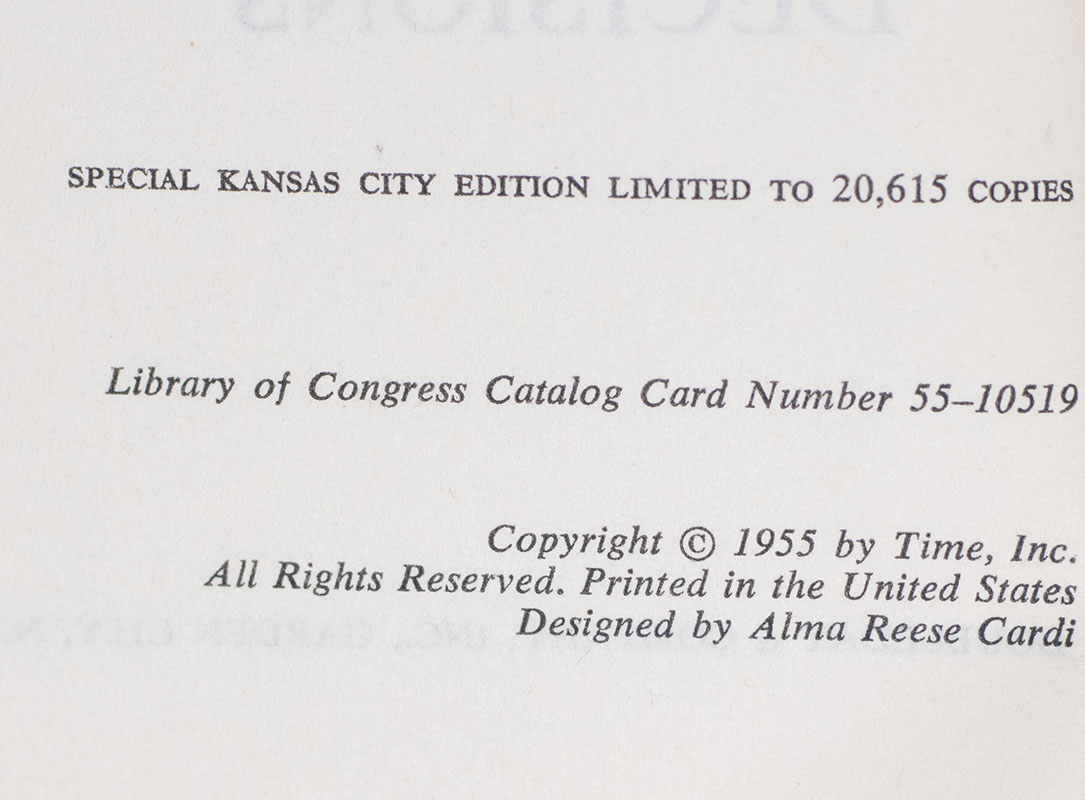 SPECIAL KANSAS CITY EDITION LIMITED TO 20,615 COPIES
Library of Congress Catalog Card Number 55–10519
Copyright © 1955 by Time, Inc.
All Rights Reserved. Printed in the United States
Designed by Alma Reese Cardi